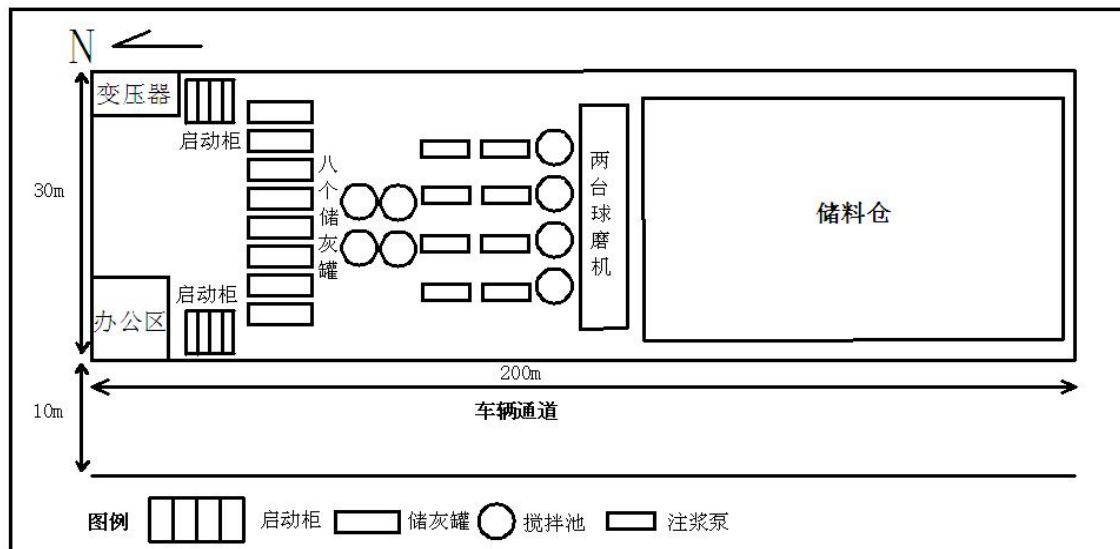 N
变压器
启动柜
30m
八个储灰罐
两台球磨机
储料仓
启动柜
办公区
200m
10m
车辆通道
图例
启动柜
储灰罐
搅拌池
注浆泵